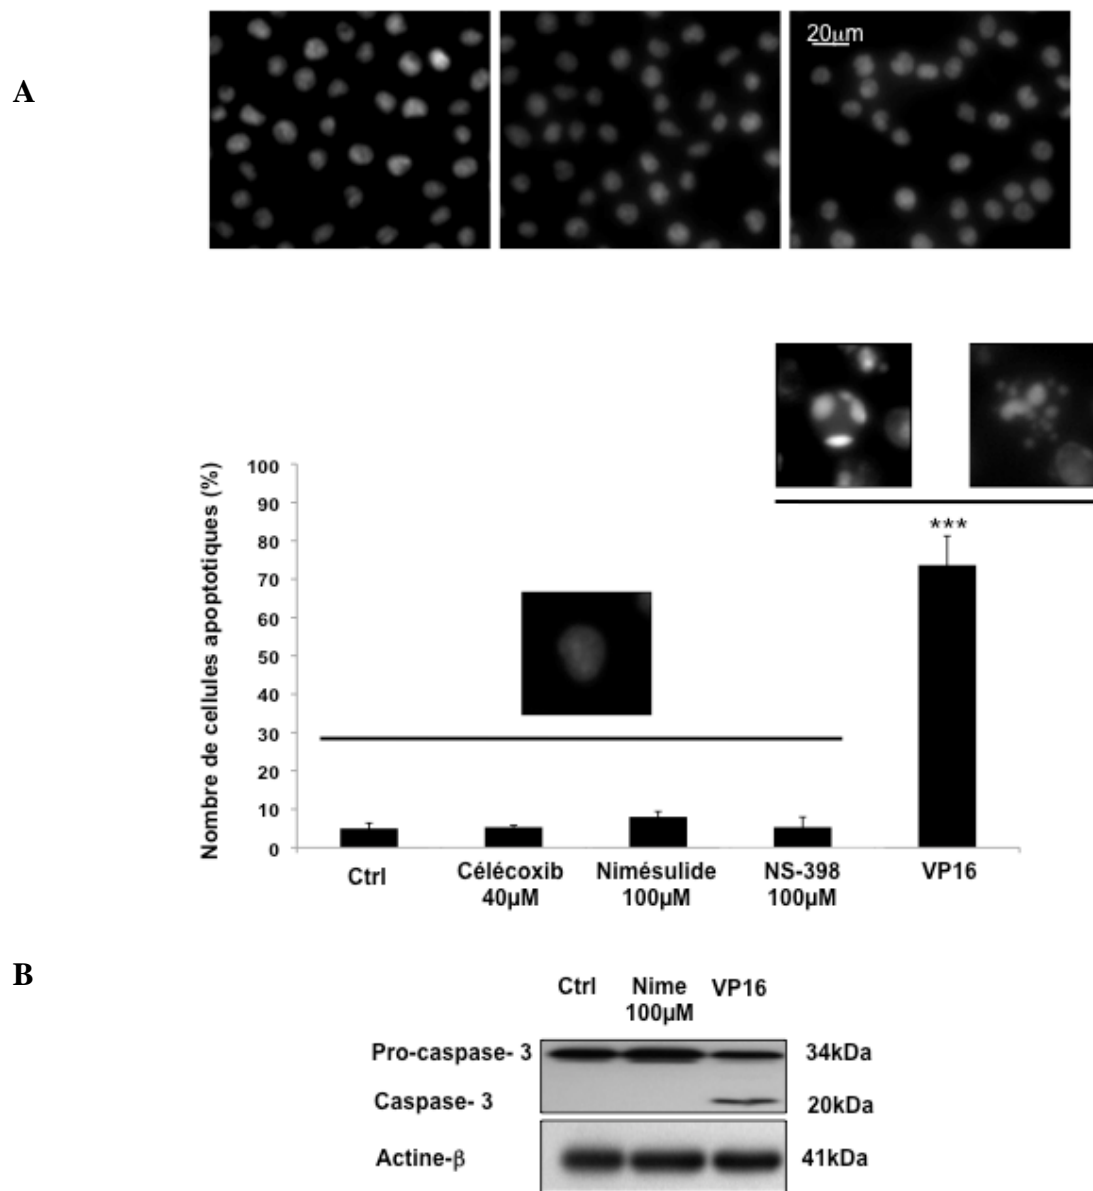 A
20μm
***
Nombre de cellules apoptotiques (%)
100
90
80
70
60
50
40
30
20
10
0
Ctrl
Célécoxib
40μM
Nimésulide
100μM
NS-398
100μM
VP16
B
Ctrl
Nime
100μM
VP16
Pro-caspase- 3
34kDa
Caspase- 3
20kDa
Actine-β
41kDa